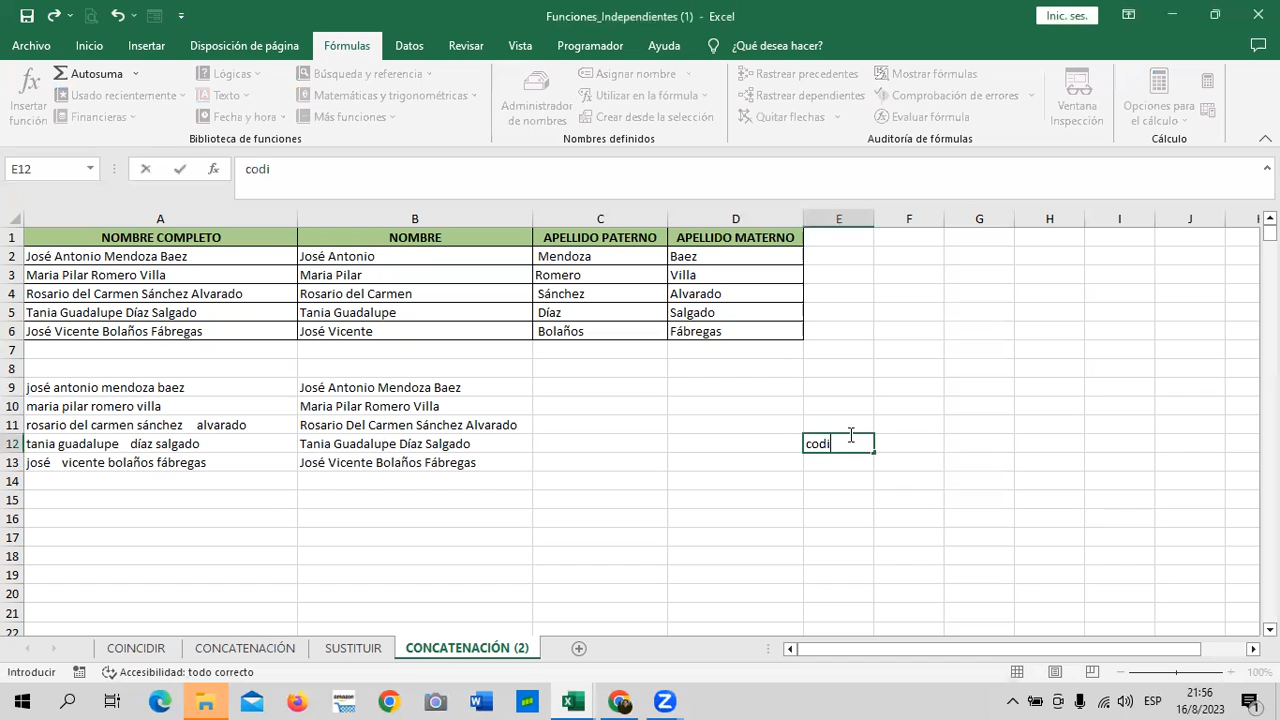 Funciones_Independientes (1) - Excel
Inic. ses.
Archivo Inicio Insertar Disposición de página Fórmulas Datos Revisar Vista Programador Ayuda ¿Qué desea hacer?
fx Insertar función
Autosuma
Usado recientemente
Financieras
Lógicas
Texto
Fecha y hora
Búsqueda y referencia
Matemáticas y trigonométricas
Más funciones
Biblioteca de funciones
Administrador de nombres
Asignar nombre
Utilizar en la fórmula
Crear desde la selección
Nombres definidos
Rastrear precedentes
Rastrear dependientes
Quitar flechas
Mostrar fórmulas
Comprobación de errores
Evaluar fórmula
Auditoría de fórmulas
Ventana Inspección
Opciones para el cálculo
Cálculo
E12 fx codi
A B C D E F G H I J
1 NOMBRE COMPLETO NOMBRE APELLIDO PATERNO APELLIDO MATERNO
2 José Antonio Mendoza Baez José Antonio Mendoza Baez
3 Maria Pilar Romero Villa Maria Pilar Romero Villa
4 Rosario del Carmen Sánchez Alvarado Rosario del Carmen Sánchez Alvarado
5 Tania Guadalupe Díaz Salgado Tania Guadalupe Díaz Salgado
6 José Vicente Bolaños Fábregas José Vicente Bolaños Fábregas
7
8
9 josé antonio mendoza baez José Antonio Mendoza Baez
10 maria pilar romero villa Maria Pilar Romero Villa
11 rosario del carmen sánchez alvarado Rosario Del Carmen Sánchez Alvarado
12 tania guadalupe díaz salgado Tania Guadalupe Díaz Salgado codi
13 josé vicente bolaños fábregas José Vicente Bolaños Fábregas
14
15
16
17
18
19
20
21
22
COINCIDIR CONCATENACIÓN SUSTITUIR CONCATENACIÓN (2)
Introducir Accesibilidad: todo correcto 100%
ESP 21:56
16/8/2023